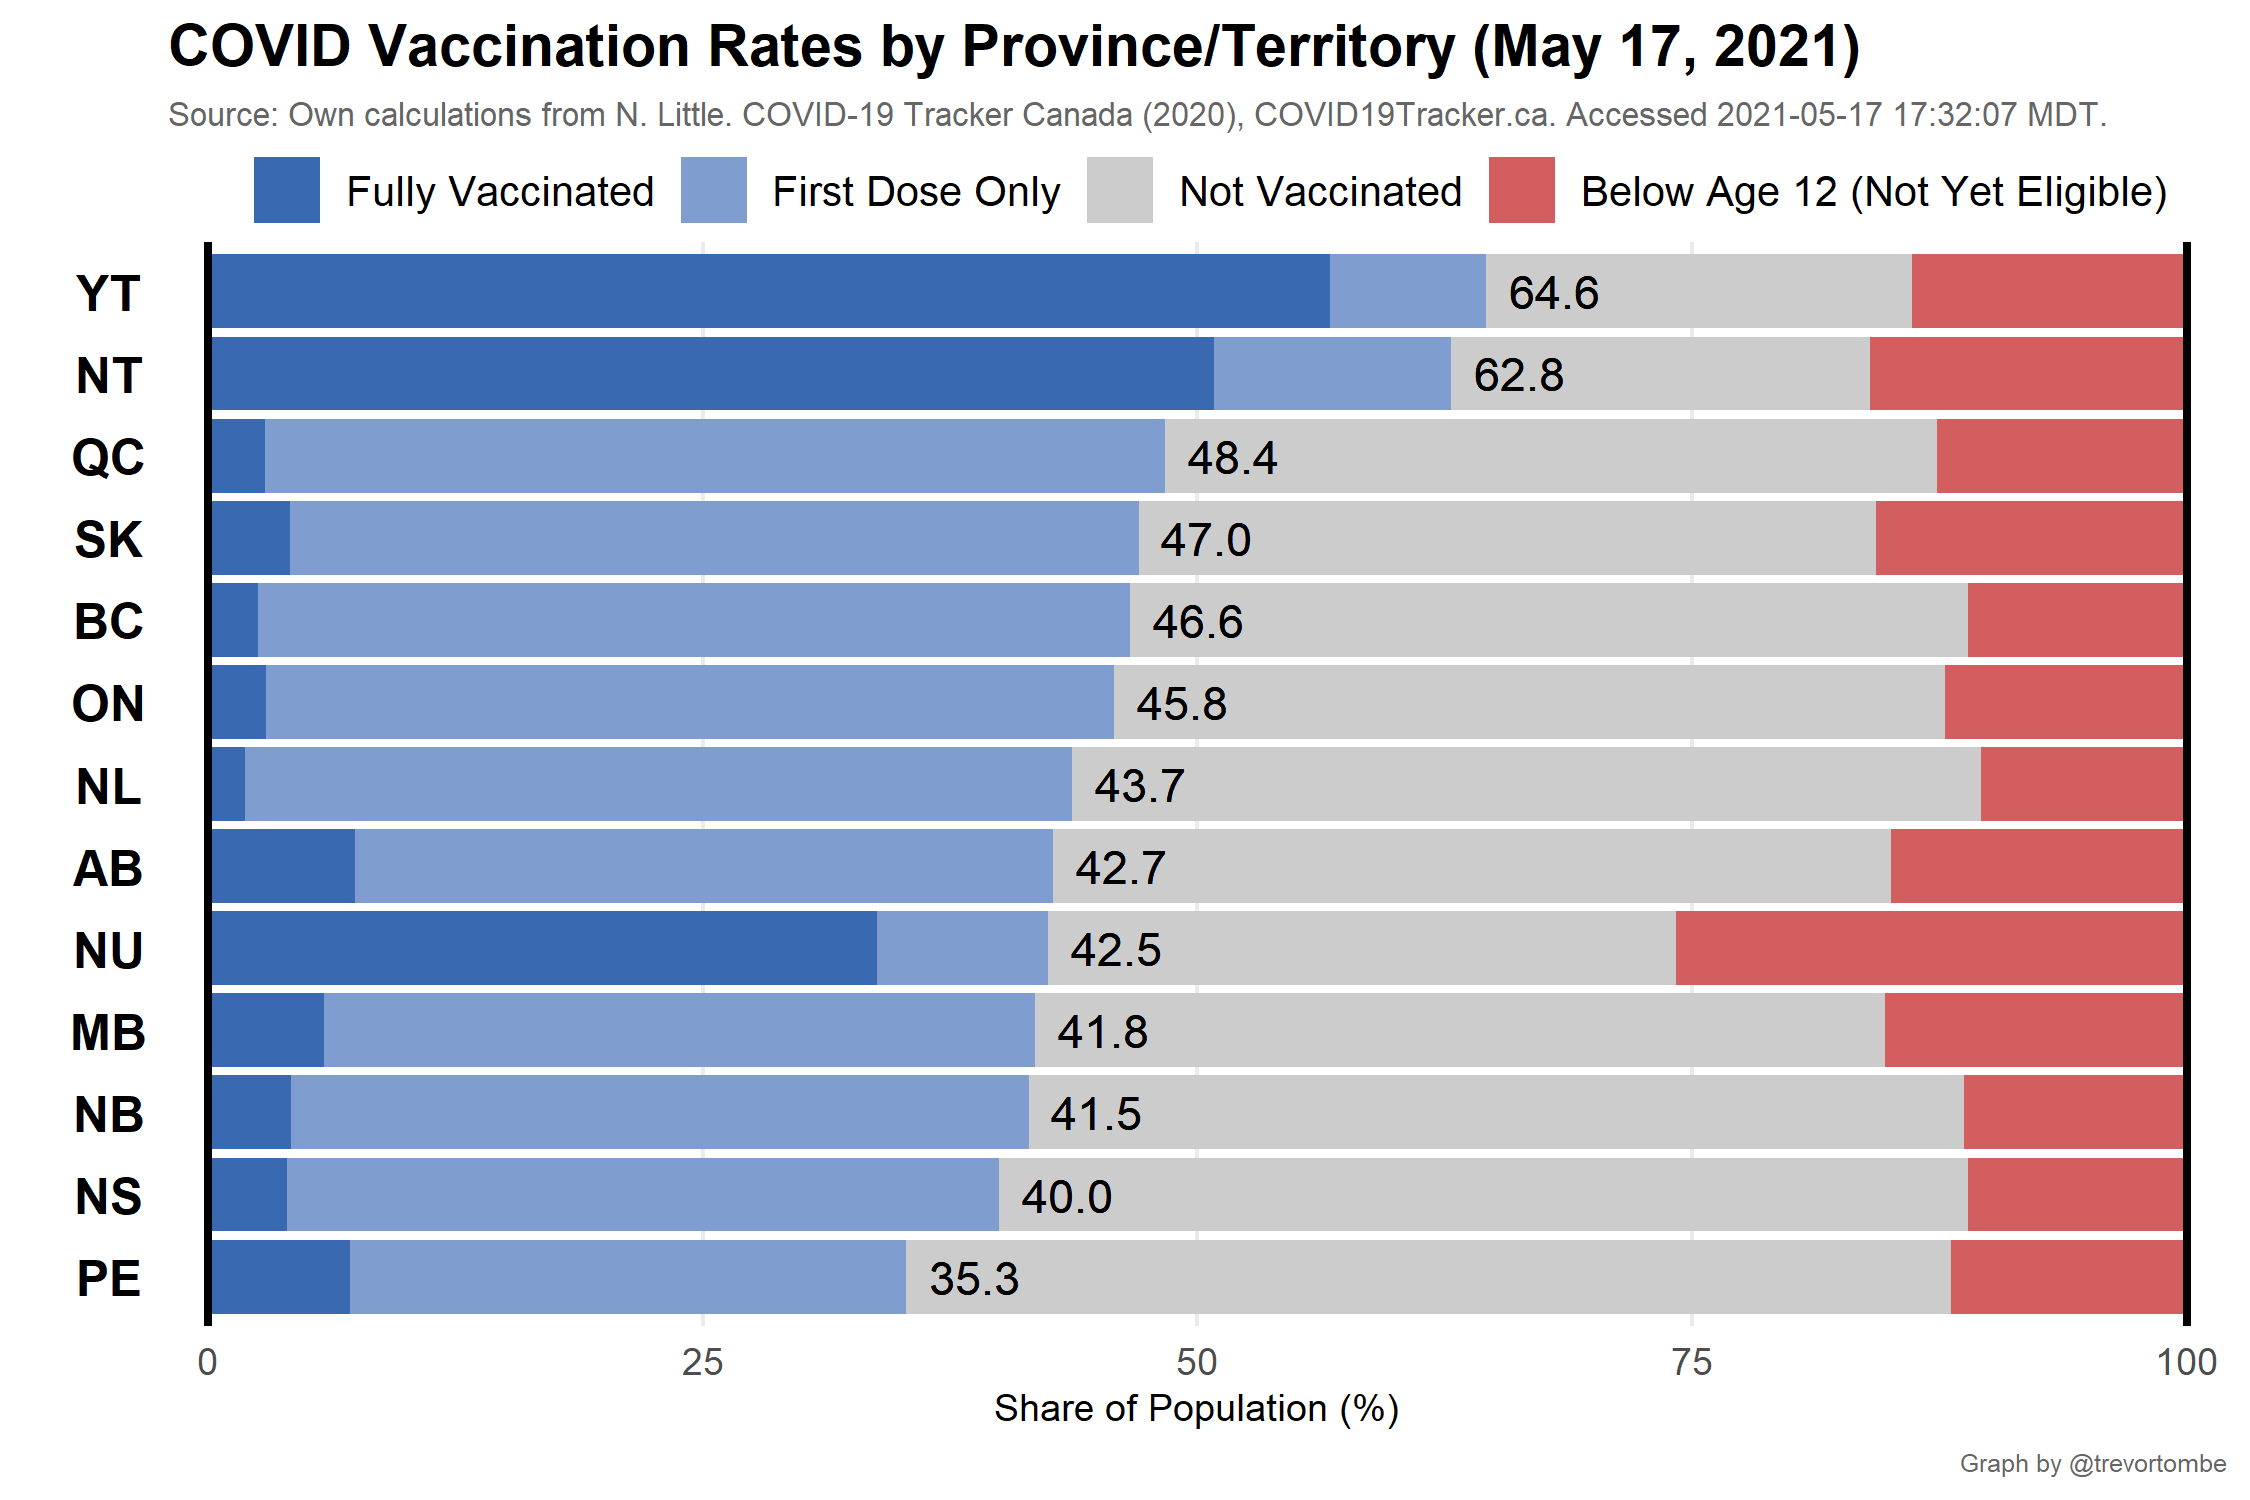 COVID Vaccination Rates by Province/Territory (May 17, 2021)
Source: Own calculations from N. Little. COVID-19 Tracker Canada (2020), COVID19Tracker.ca. Accessed 2021-05-17 17:32:07 MDT.
Fully Vaccinated First Dose Only Not Vaccinated Below Age 12 (Not Yet Eligible)
YT 64.6
NT 62.8
QC 48.4
SK 47.0
BC 46.6
ON 45.8
NL 43.7
AB 42.7
NU 42.5
MB 41.8
NB 41.5
NS 40.0
PE 35.3
0 25 50 75 100
Share of Population (%)
Graph by @trevortombe